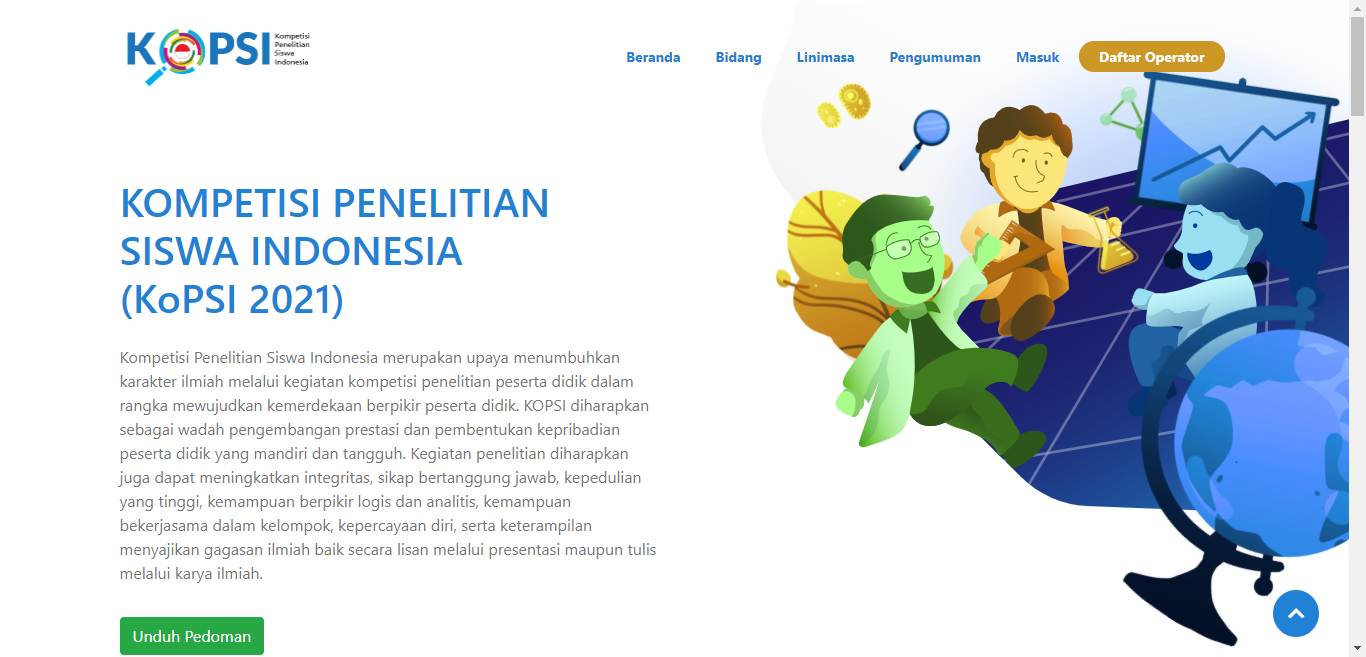 KOPSI
Kompetisi
Penelitian
Siswa
Indonesia
Beranda Bidang Linimasa Pengumuman Masuk Daftar Operator
KOMPETISI PENELITIAN
SISWA INDONESIA
(KoPSI 2021)
Kompetisi Penelitian Siswa Indonesia merupakan upaya menumbuhkan
karakter ilmiah melalui kegiatan kompetisi penelitian peserta didik dalam
rangka mewujudkan kemerdekaan berpikir peserta didik. KOPSI diharapkan
sebagai wadah pengembangan prestasi dan pembentukan kepribadian
peserta didik yang mandiri dan tangguh. Kegiatan penelitian diharapkan
juga dapat meningkatkan integritas, sikap bertanggung jawab, kepedulian
yang tinggi, kemampuan berpikir logis dan analitis, kemampuan
bekerjasama dalam kelompok, kepercayaan diri, serta keterampilan
menyajikan gagasan ilmiah baik secara lisan melalui presentasi maupun tulis
melalui karya ilmiah.
Unduh Pedoman